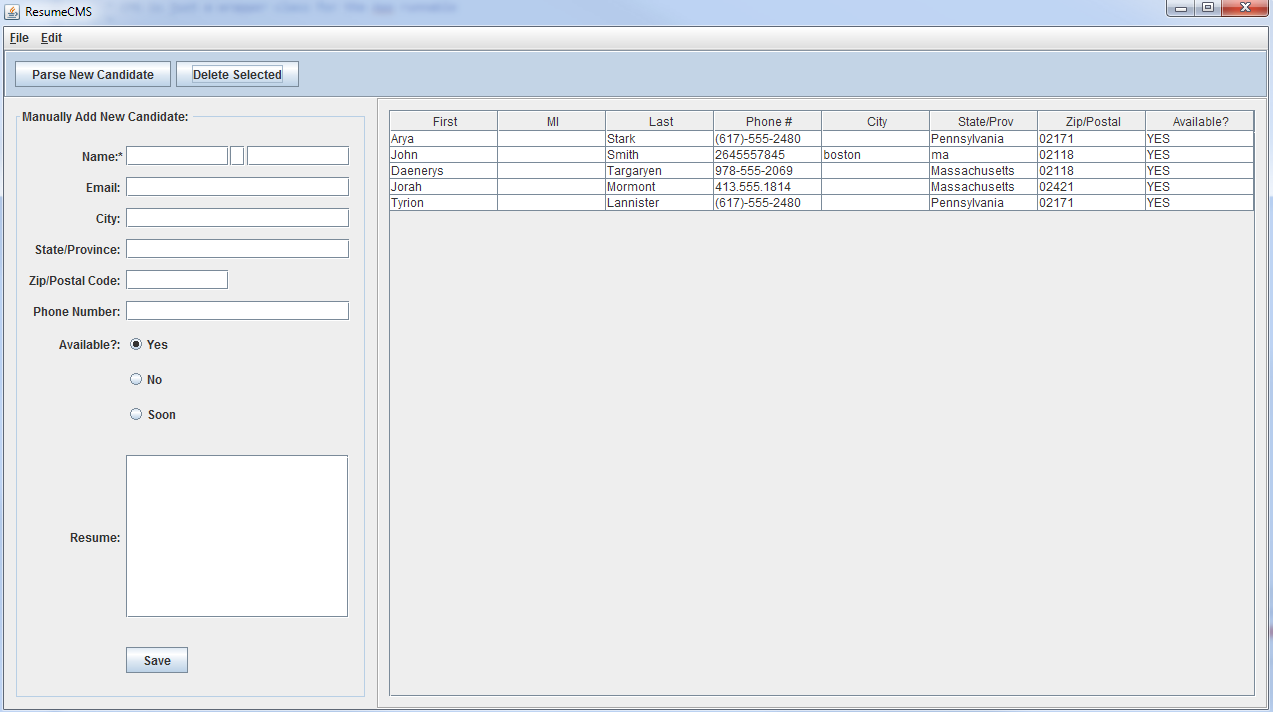 ResumeCMS
File Edit
Parse New Candidate Delete Selected
Manually Add New Candidate:
Name:*
Email:
City:
State/Province:
Zip/Postal Code:
Phone Number:
Available?: Yes
No
Soon
Resume:
Save
First MI Last Phone # City State/Prov Zip/Postal Available?
Arya Stark (617)-555-2480 Pennsylvania 02171 YES
John Smith 2645557845 boston ma 02118 YES
Daenerys Targaryen 978-555-2069 Massachusetts 02118 YES
Jorah Mormont 413.555.1814 Massachusetts 02421 YES
Tyrion Lannister (617)-555-2480 Pennsylvania 02171 YES